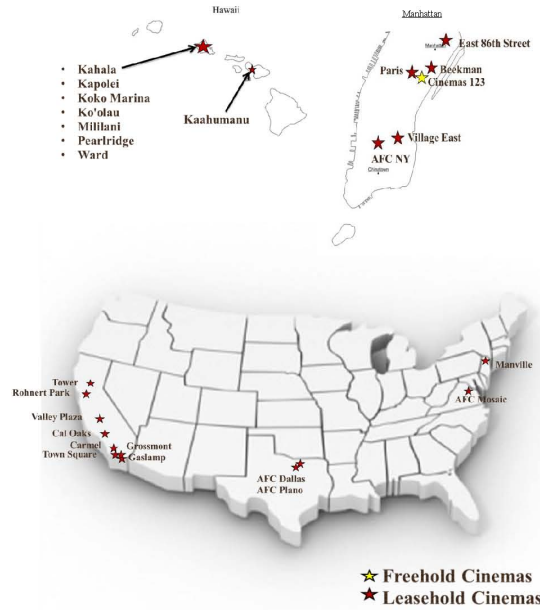 Hawaii
Manhattan
• Kahala
• Kapolei
• Koko Marina
• Ko'olau
• Mililani
• Pearlridge
• Ward
Kaahumanu
East 86th Street
Manhattan
Paris
Beekman
Cinemas 123
Village East
AFC NY
Chinatown
Tower
Rohnert Park
Valley Plaza
Cal Oaks
Carmel
Grossmont
Town Square
Gaslamp
AFC Dallas
AFC Plano
Manville
AFC Mosaic
Freehold Cinemas
Leasehold Cinemas